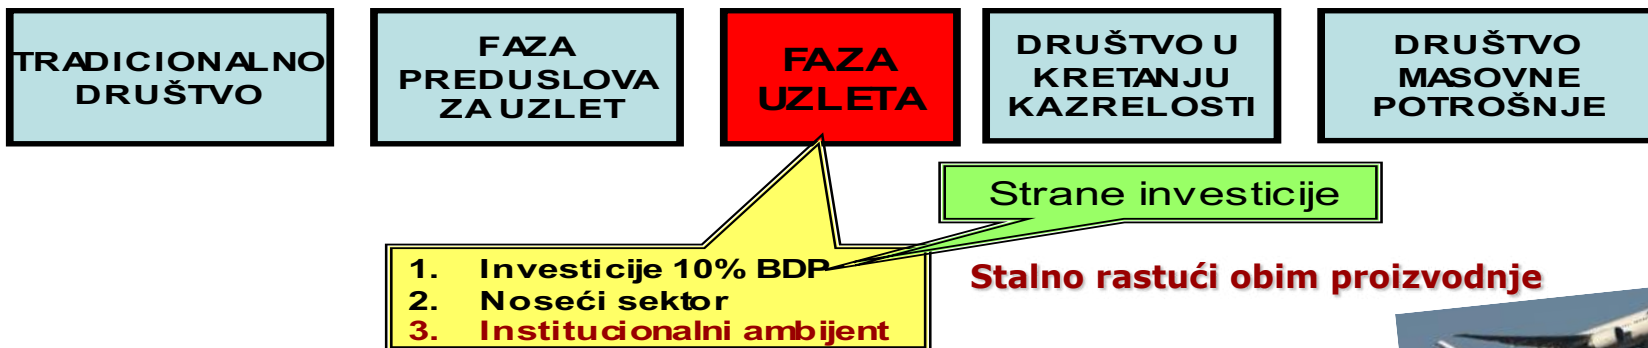 TRADICIONALNO
DRUŠTVO
FAZA
PREDUSLOVA
ZA UZLET
FAZA
UZLETA
DRUŠTVO U
KRETANJU
KAZRELOSTI
DRUŠTVO
MASOVNE
POTROŠNJE
Strane investicije
1. Investicije 10% BDP
2. Noseći sektor
3. Institucionalni ambijent
Stalno rastući obim proizvodnje